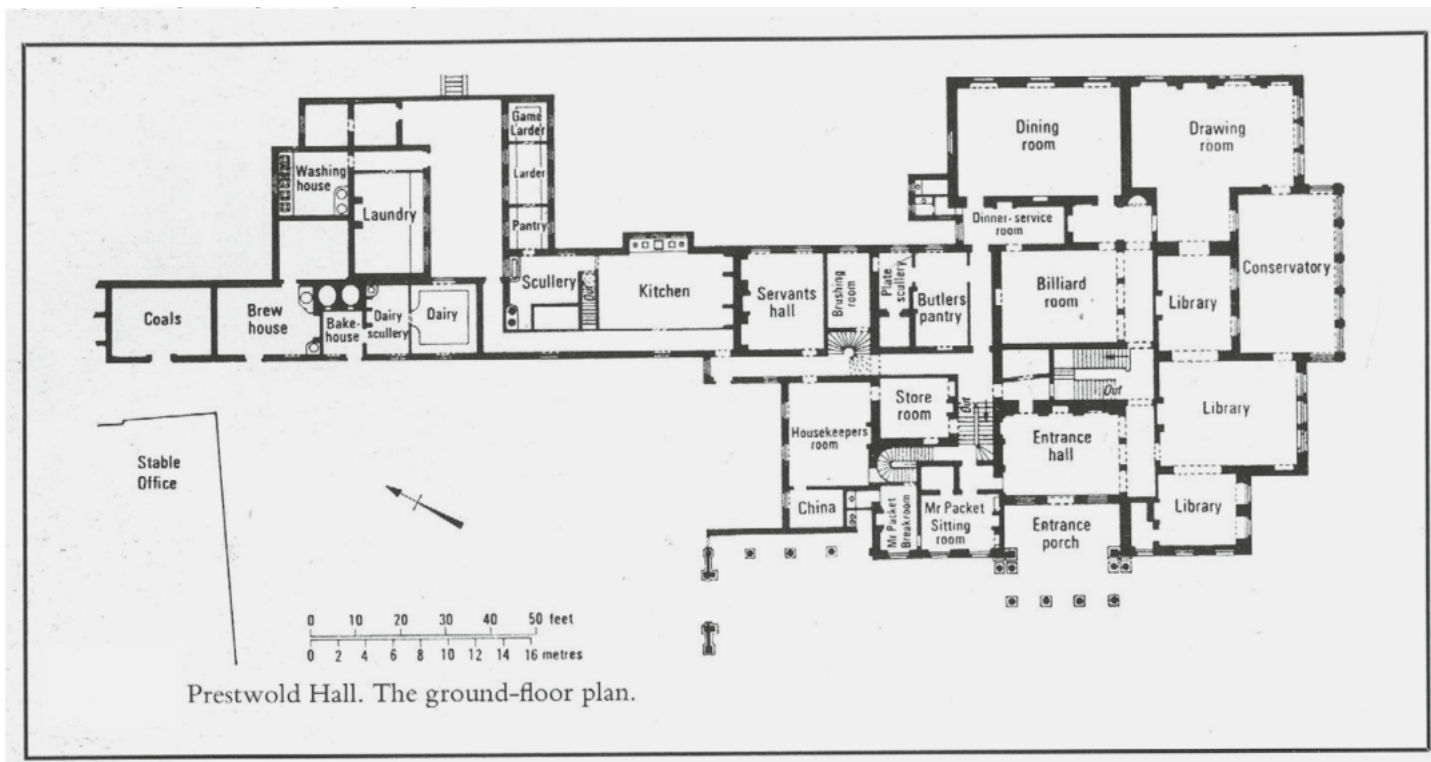 Game
Larder
Larder
Pantry
Washing
house
Laundry
Dining
room
Drawing
room
Dinner-service
room
Coals
Brew
house
Bake-
house
Dairy
scullery
Dairy
Scullery
Out
Kitchen
Servants
hall
Brushing
room
Plate
scullery
Butlers
pantry
Billiard
room
Library
Conservatory
Stable
Office
Housekeepers
room
Store
room
Out
Out
Entrance
hall
Library
China
Mr Packet
Breakroom
Mr Packet
Sitting
room
Entrance
porch
Library
0 10 20 30 40 50 feet
0 2 4 6 8 10 12 14 16 metres
Prestwold Hall. The ground-floor plan.